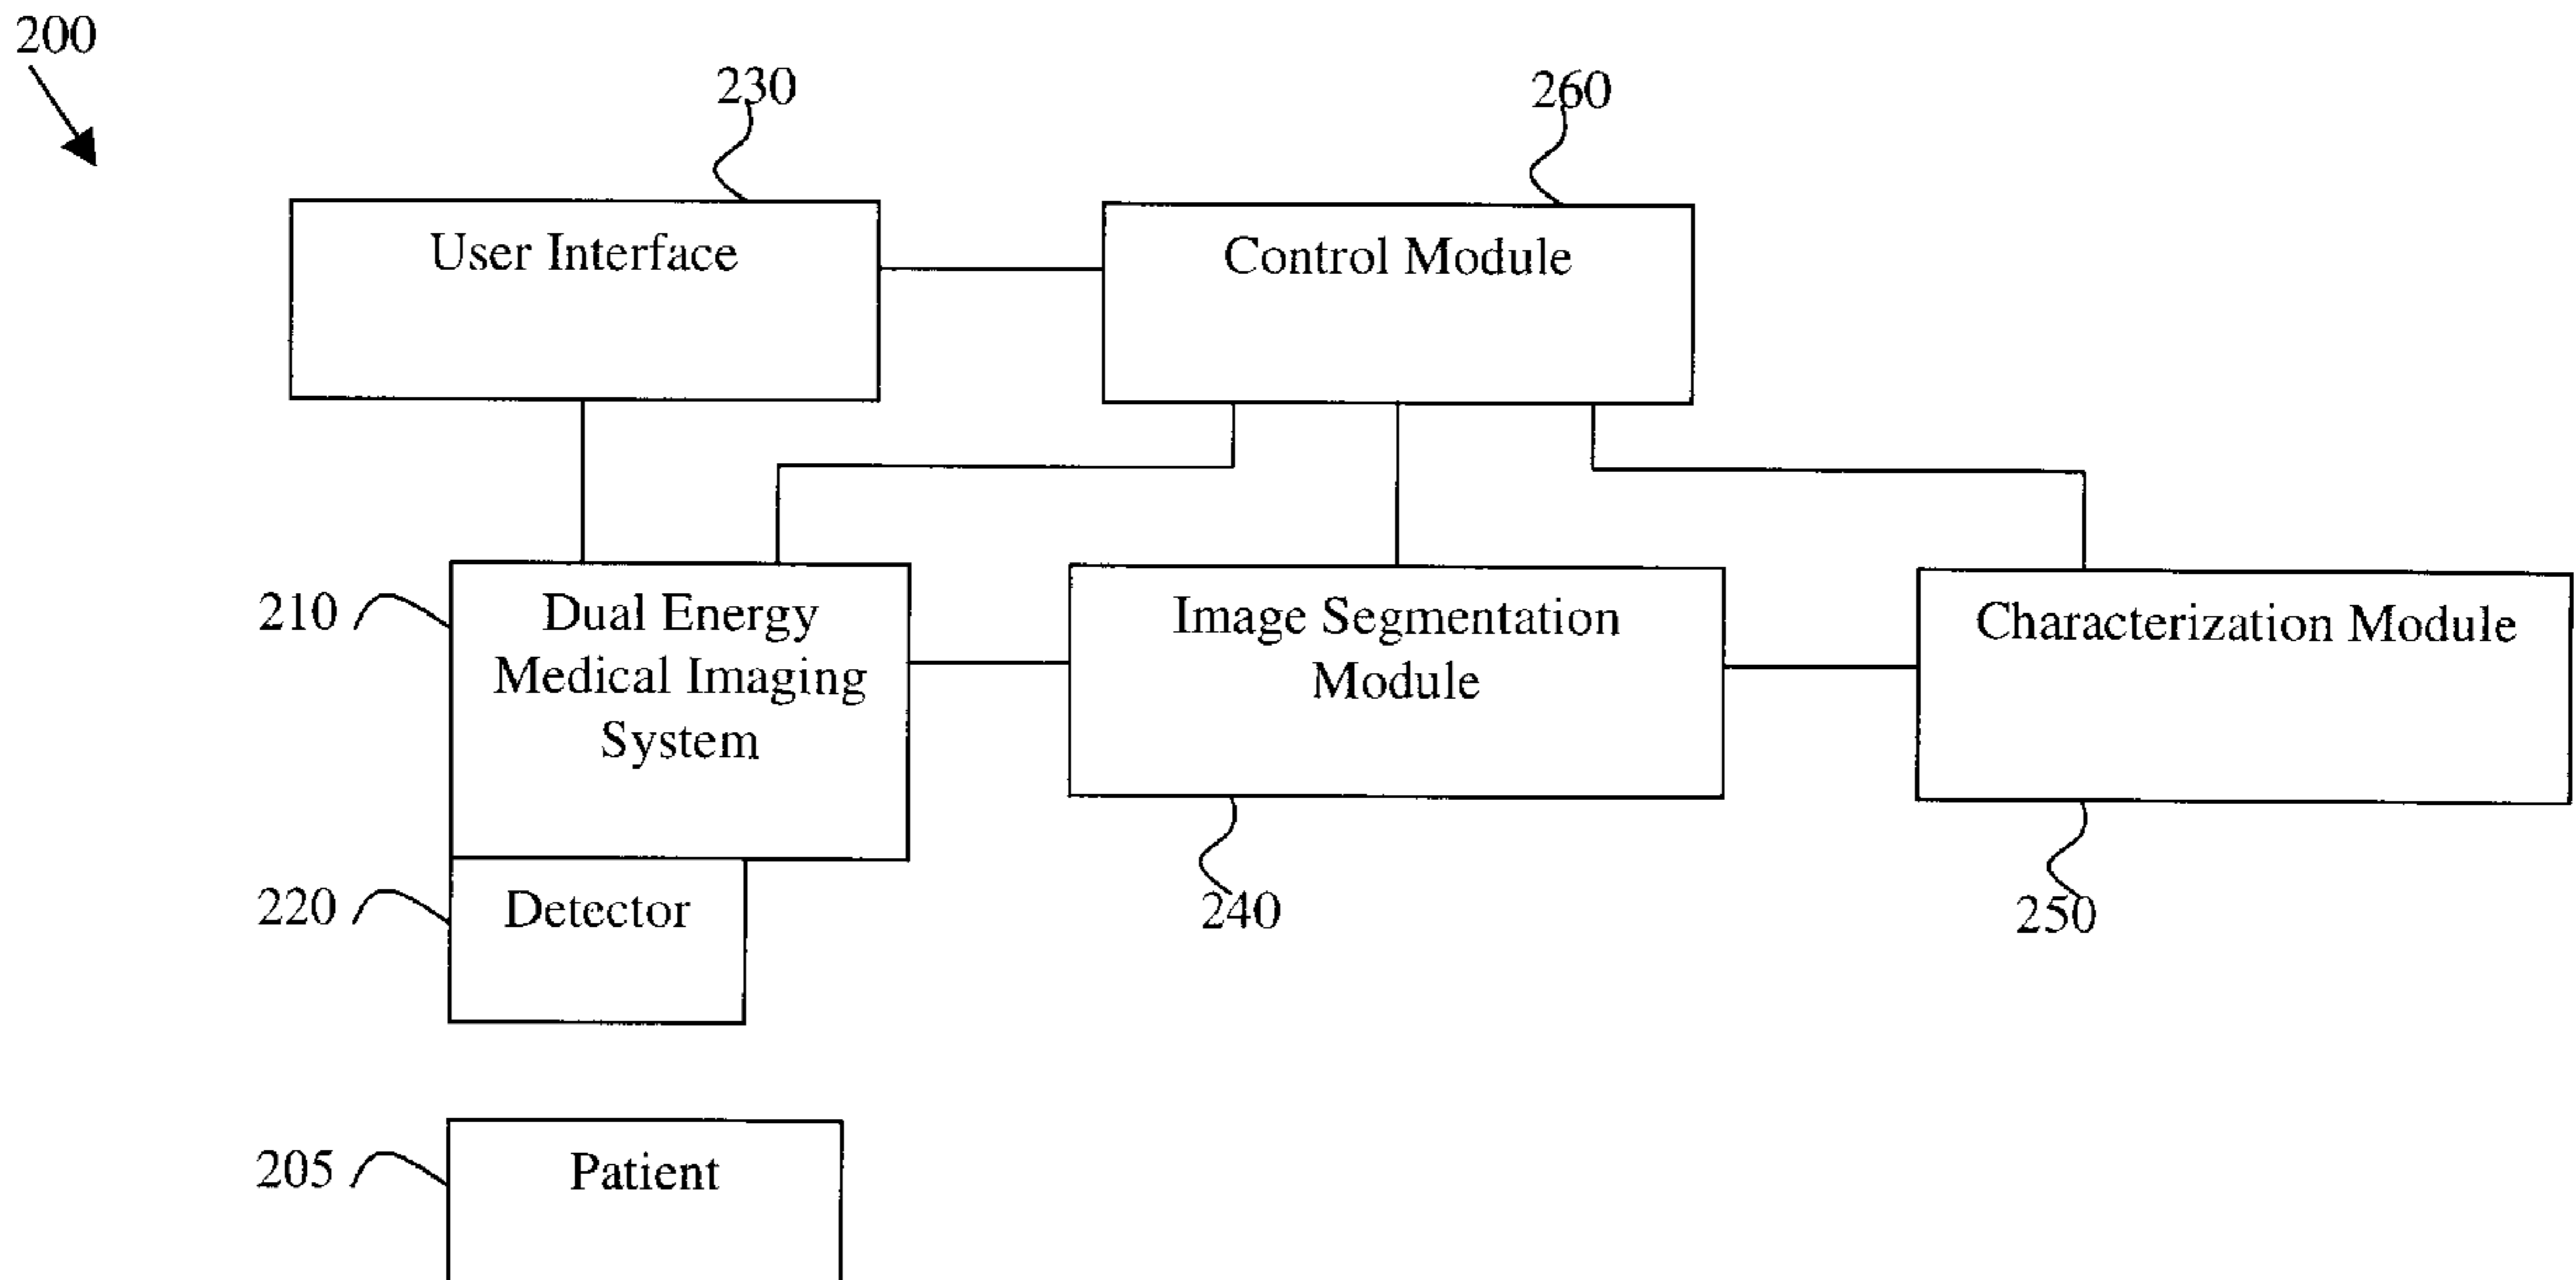 200
230
260
User Interface
Control Module
210
Dual Energy
Medical Imaging
System
Image Segmentation
Module
Characterization Module
220
Detector
240
250
205
Patient